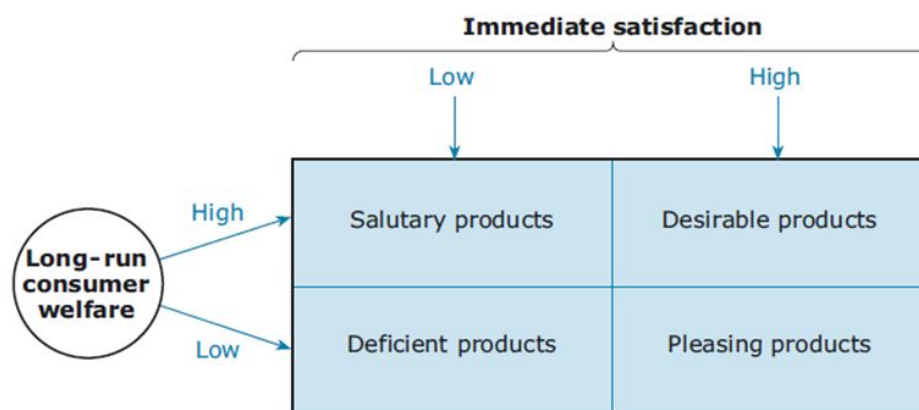 Immediate satisfaction
Low
High
High
Salutary products
Desirable products
Long-run
consumer
welfare
Low
Deficient products
Pleasing products